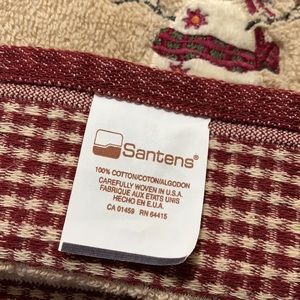 Santens®
100% COTTON/COTON/ALGODON
CAREFULLY WOVEN IN U.S.A.
FABRIQUE AUX ETATS UNIS
HECHO EN E.U.A.
CA 01459 RN 64415